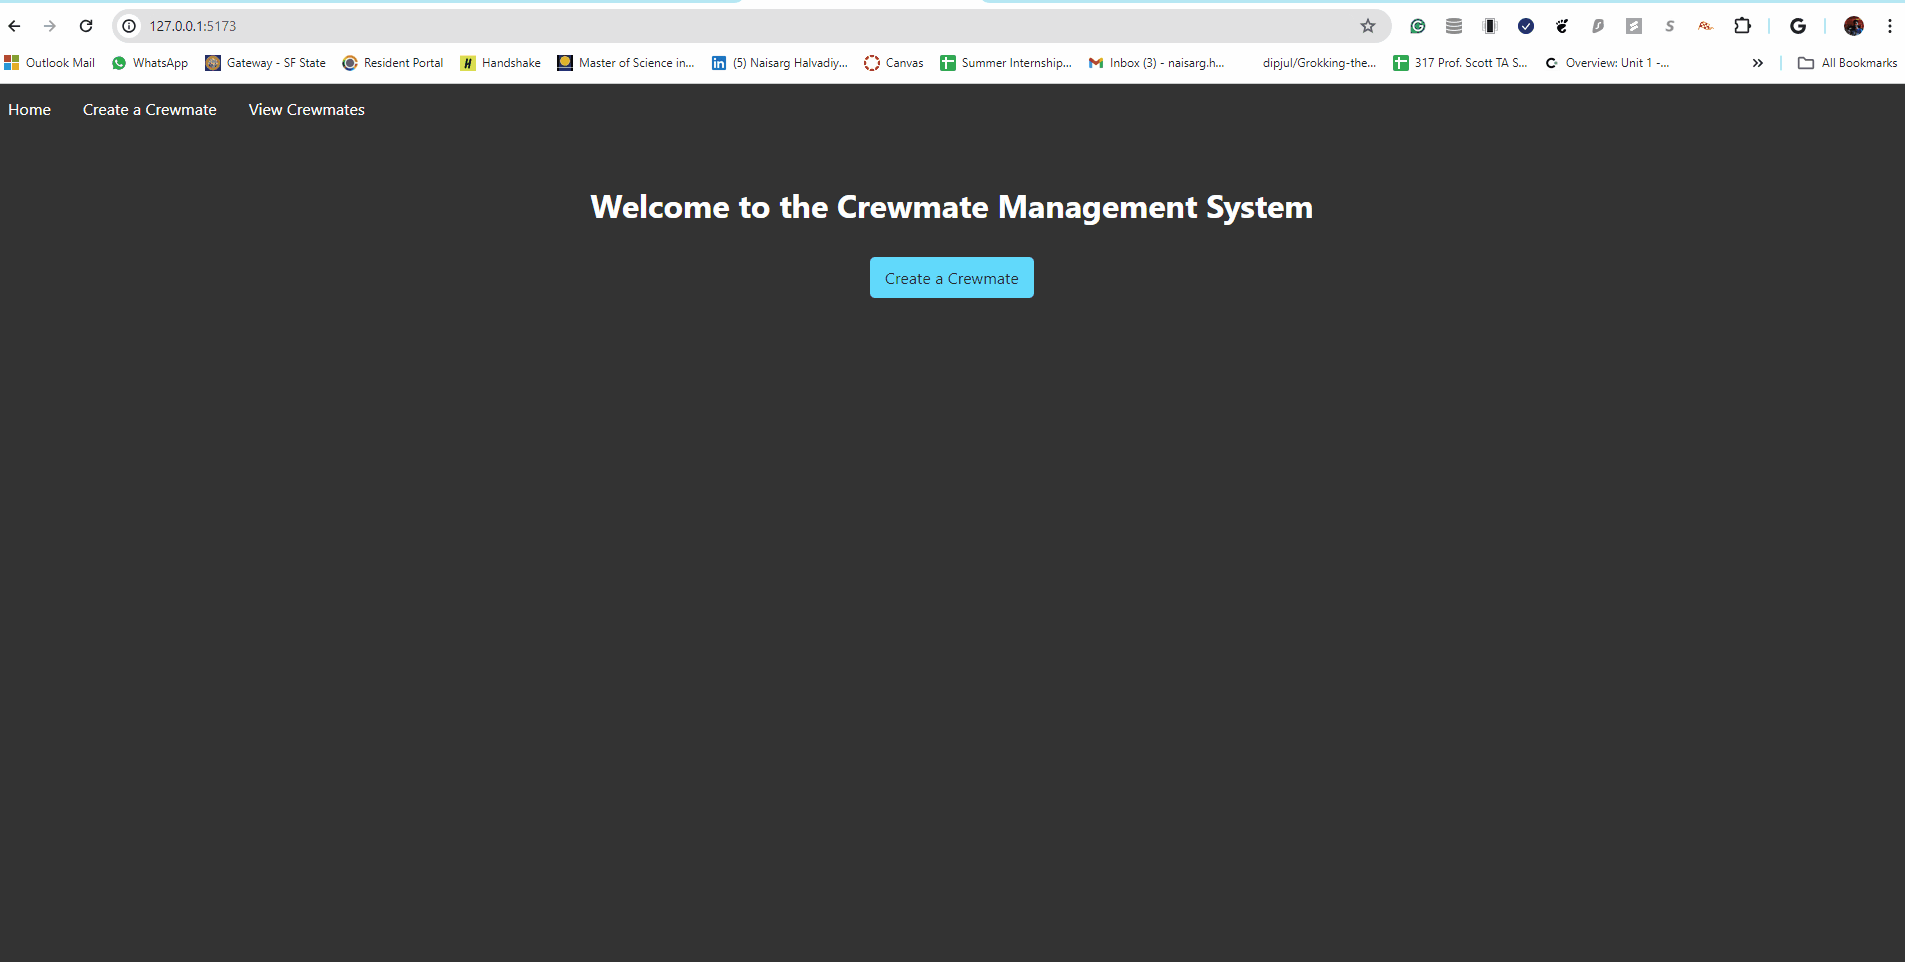 127.0.0.1:5173
Outlook Mail WhatsApp Gateway - SF State Resident Portal Handshake Master of Science in... (5) Naisarg Halvadiy... Canvas Summer Internship... Inbox (3) - naisarg.h... dipjul/Grokking-the... 317 Prof. Scott TA S... Overview: Unit 1 -... » All Bookmarks
Home Create a Crewmate View Crewmates
Welcome to the Crewmate Management System
Create a Crewmate